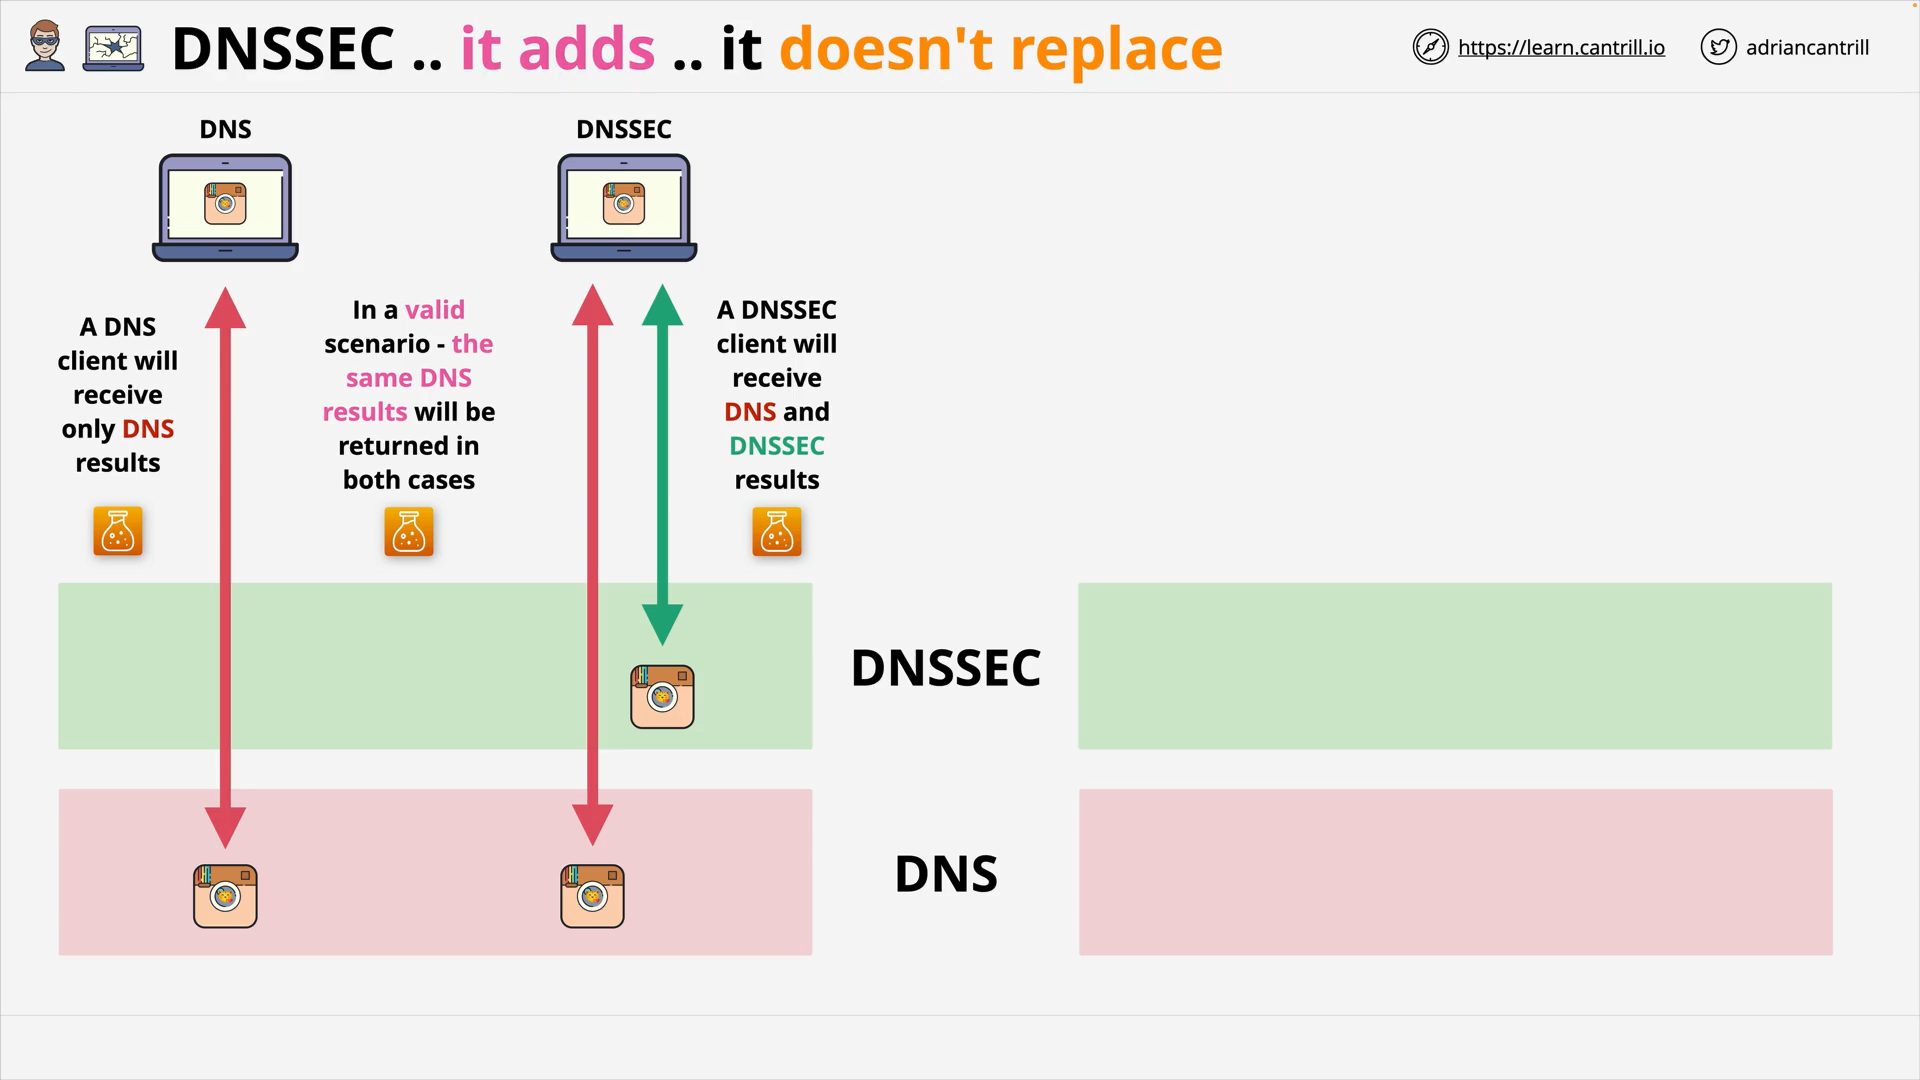 DNSSEC .. it adds .. it doesn't replace
https://learn.cantrill.io
adriancantrill
DNS
DNSSEC
A DNS
client will
receive
only DNS
results
In a valid
scenario - the
same DNS
results will be
returned in
both cases
A DNSSEC
client will
receive
DNS and
DNSSEC
results
DNSSEC
DNS